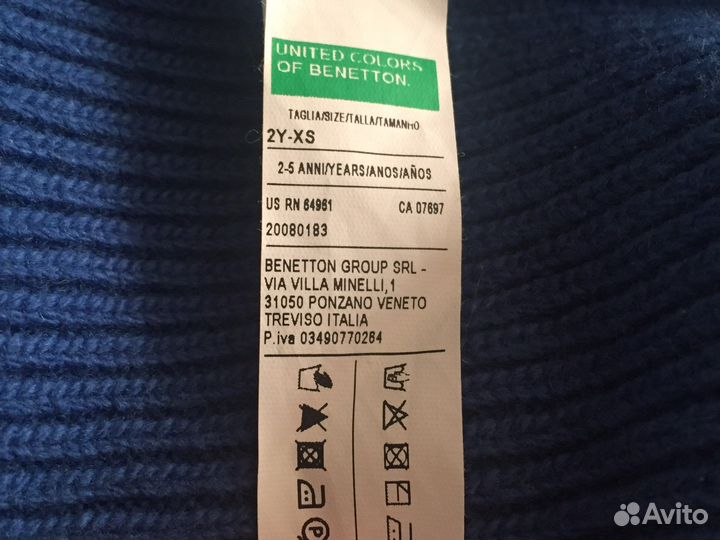 UNITED COLORS
OF BENETTON.
TAGLIA/SIZE/TALLA/TAMANHO
2Y-XS
2-5 ANNI/YEARS/ANOS/AÑOS
US RN 64961 CA 07697
20080183
BENETTON GROUP SRL -
VIA VILLA MINELLI,1
31050 PONZANO VENETO
TREVISO ITALIA
P.iva 03490770264
P
Avito